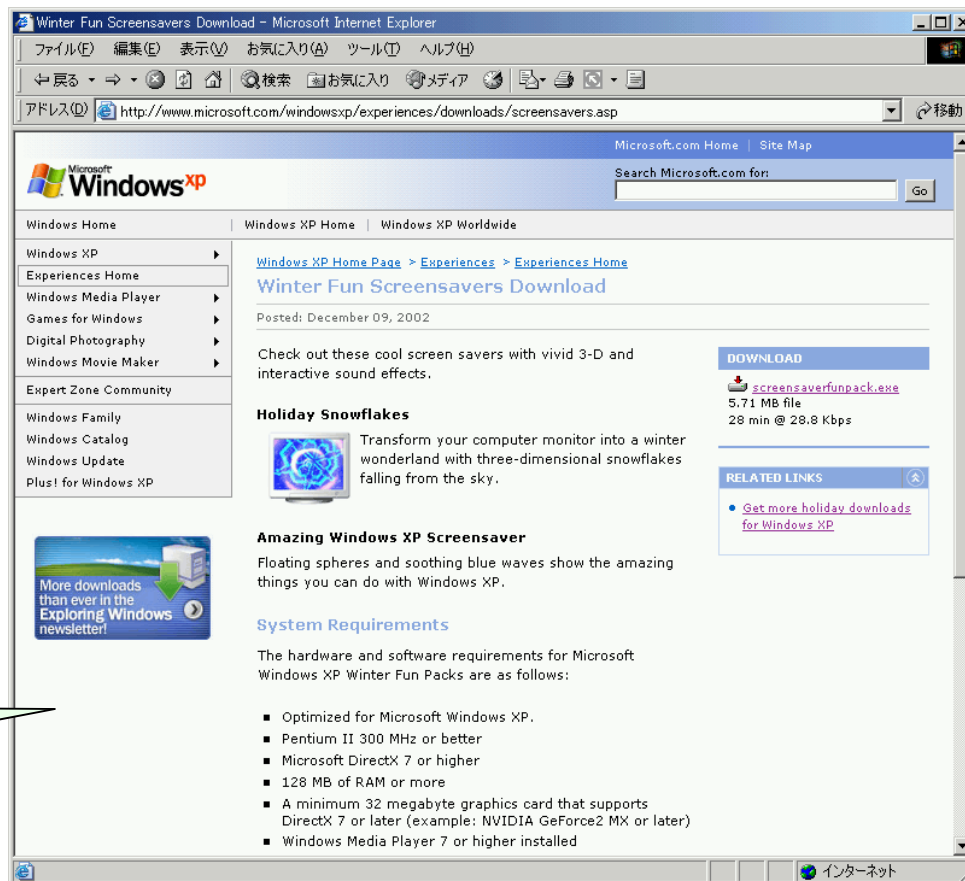 Winter Fun Screensavers Download - Microsoft Internet Explorer
ファイル(F) 編集(E) 表示(V) お気に入り(A) ツール(T) ヘルプ(H)
戻る 検索 お気に入り メディア
アドレス(D) http://www.microsoft.com/windowsxp/experiences/downloads/screensavers.asp 移動
Microsoft.com Home | Site Map
Microsoft
Windows xp
Search Microsoft.com for:
Go
Windows Home | Windows XP Home | Windows XP Worldwide
Windows XP
Experiences Home
Windows Media Player
Games for Windows
Digital Photography
Windows Movie Maker
Expert Zone Community
Windows Family
Windows Catalog
Windows Update
Plus! for Windows XP
More downloads
than ever in the
Exploring Windows
newsletter!
Windows XP Home Page > Experiences > Experiences Home
Winter Fun Screensavers Download
Posted: December 09, 2002
Check out these cool screen savers with vivid 3-D and
interactive sound effects.
Holiday Snowflakes
Transform your computer monitor into a winter
wonderland with three-dimensional snowflakes
falling from the sky.
Amazing Windows XP Screensaver
Floating spheres and soothing blue waves show the amazing
things you can do with Windows XP.
System Requirements
The hardware and software requirements for Microsoft
Windows XP Winter Fun Packs are as follows:
■ Optimized for Microsoft Windows XP.
■ Pentium II 300 MHz or better
■ Microsoft DirectX 7 or higher
■ 128 MB of RAM or more
■ A minimum 32 megabyte graphics card that supports
DirectX 7 or later (example: NVIDIA GeForce2 MX or later)
■ Windows Media Player 7 or higher installed
DOWNLOAD
screensaverfunpack.exe
5.71 MB file
28 min @ 28.8 Kbps
RELATED LINKS
• Get more holiday downloads
for Windows XP
インターネット